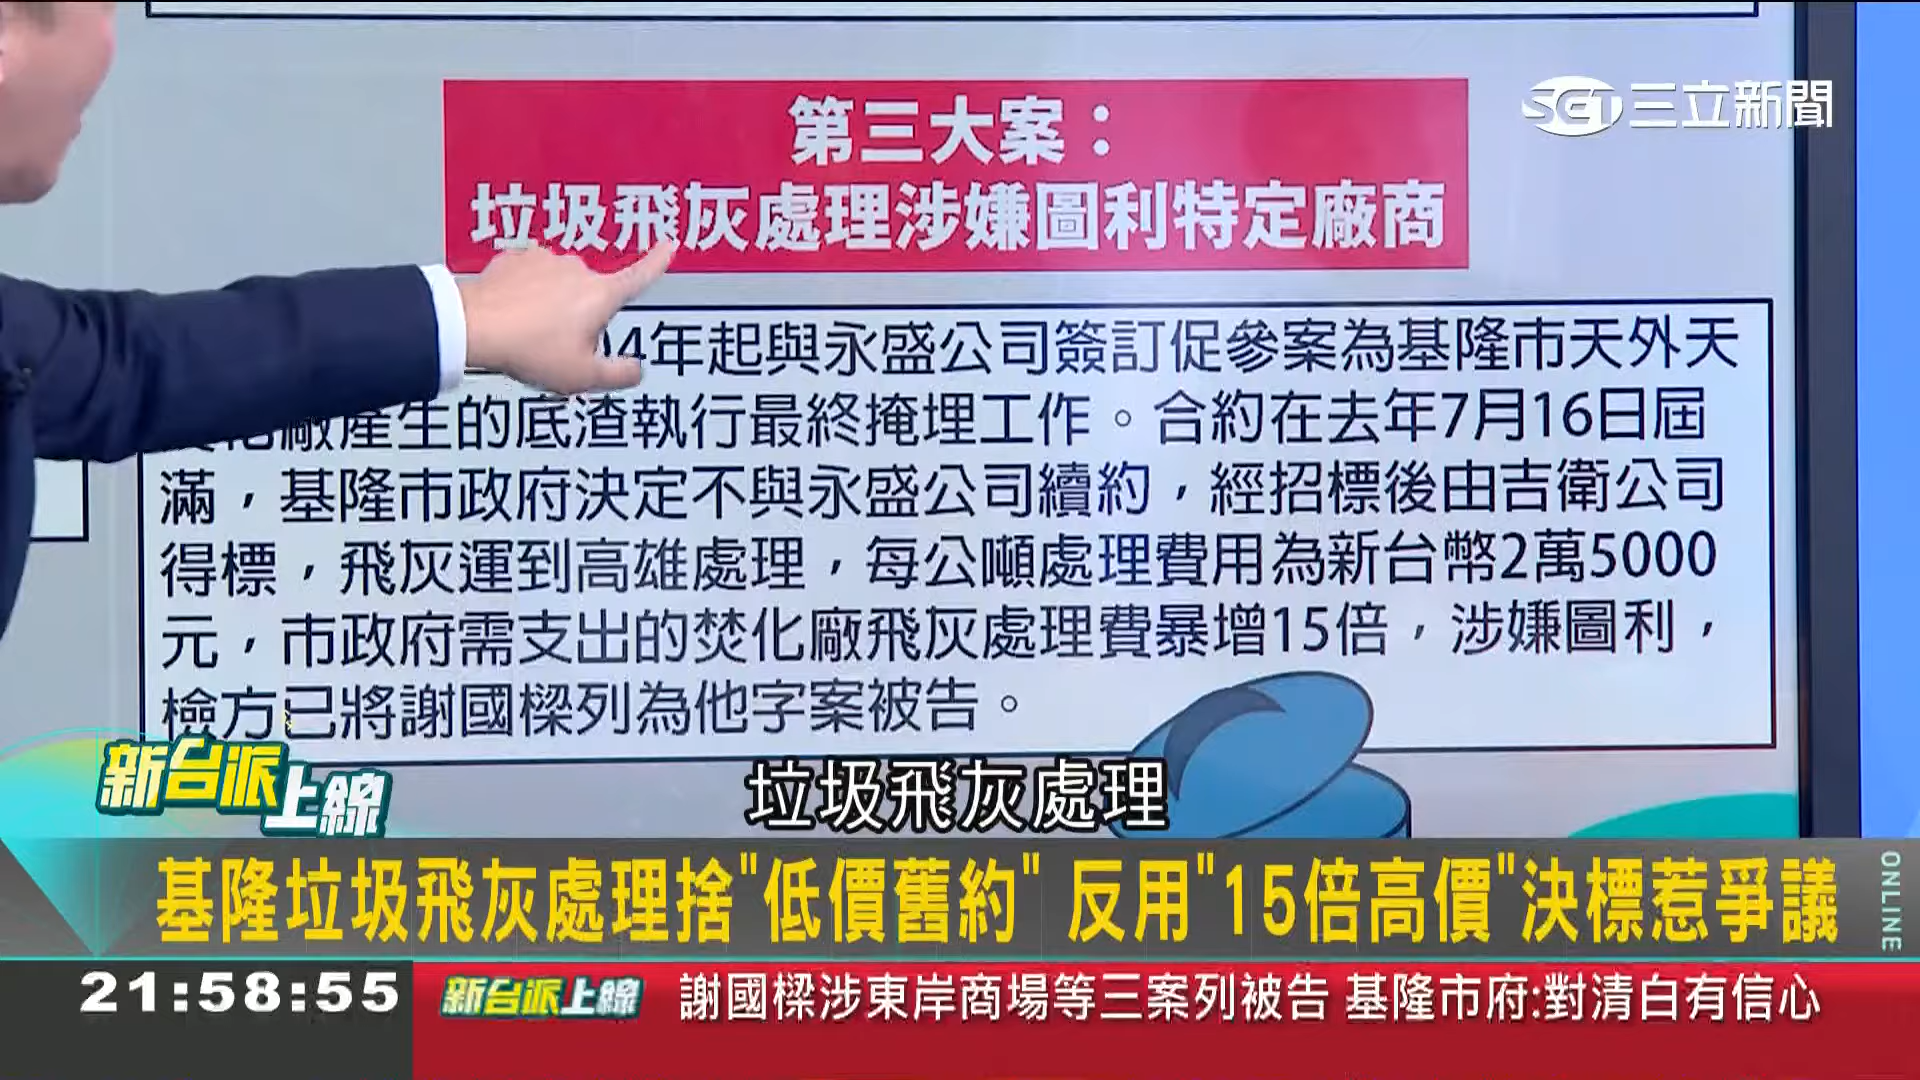 SET三立新聞
第三大案：
垃圾飛灰處理涉嫌圖利特定廠商
04年起與永盛公司簽訂促參案為基隆市天外天
化廠產生的底渣執行最終掩埋工作。合約在去年7月16日屆
滿，基隆市政府決定不與永盛公司續約，經招標後由吉衛公司
得標，飛灰運到高雄處理，每公噸處理費用為新台幣2萬5000
元，市政府需支出的焚化廠飛灰處理費暴增15倍，涉嫌圖利，
檢方已將謝國樑列為他字案被告。
新台派上線
垃圾飛灰處理
基隆垃圾飛灰處理捨"低價舊約" 反用"15倍高價"決標惹爭議
ONLINE
21:58:55
新台派上線
謝國樑涉東岸商場等三案列被告 基隆市府:對清白有信心